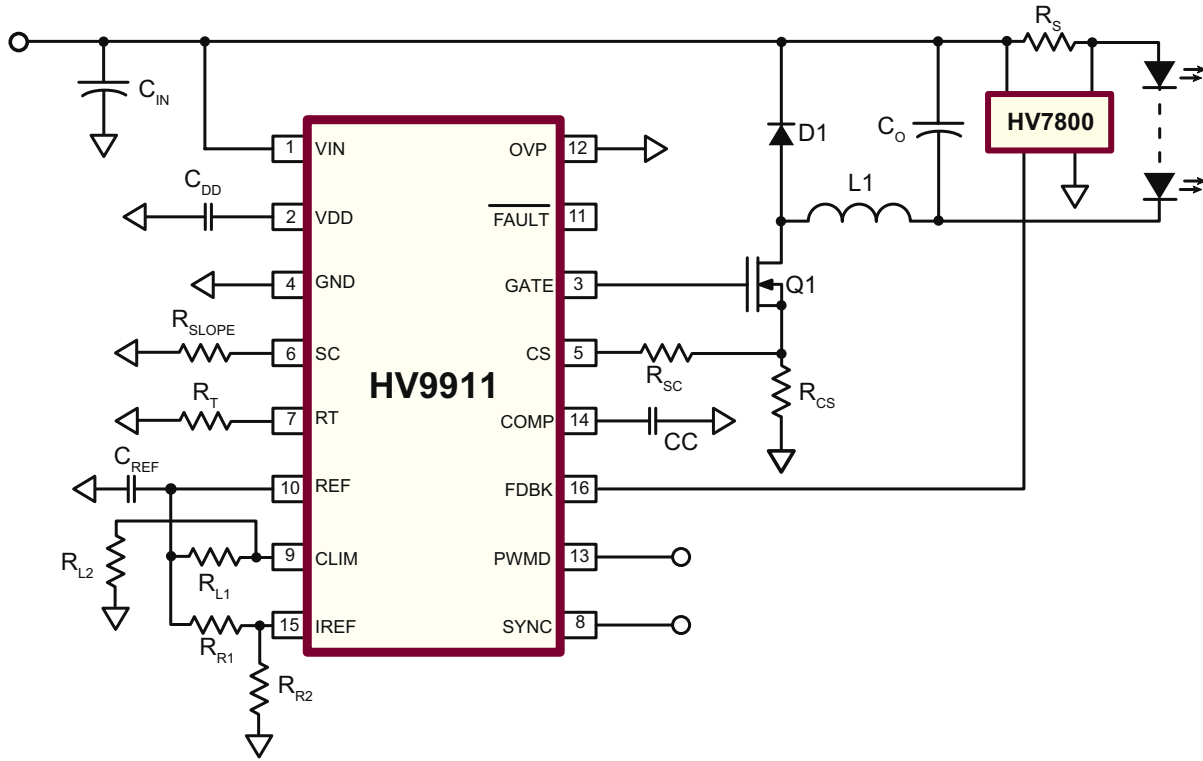 R_S
C_IN
HV7800
D1
C_O
1 VIN
OVP 12
C_DD
L1
2 VDD
FAULT 11
4 GND
GATE 3
Q1
R_SLOPE
6 SC
CS 5
R_SC
HV9911
R_T
R_CS
7 RT
COMP 14
CC
C_REF
10 REF
FDBK 16
R_L2
R_L1
9 CLIM
PWMD 13
R_R1
15 IREF
SYNC 8
R_R2